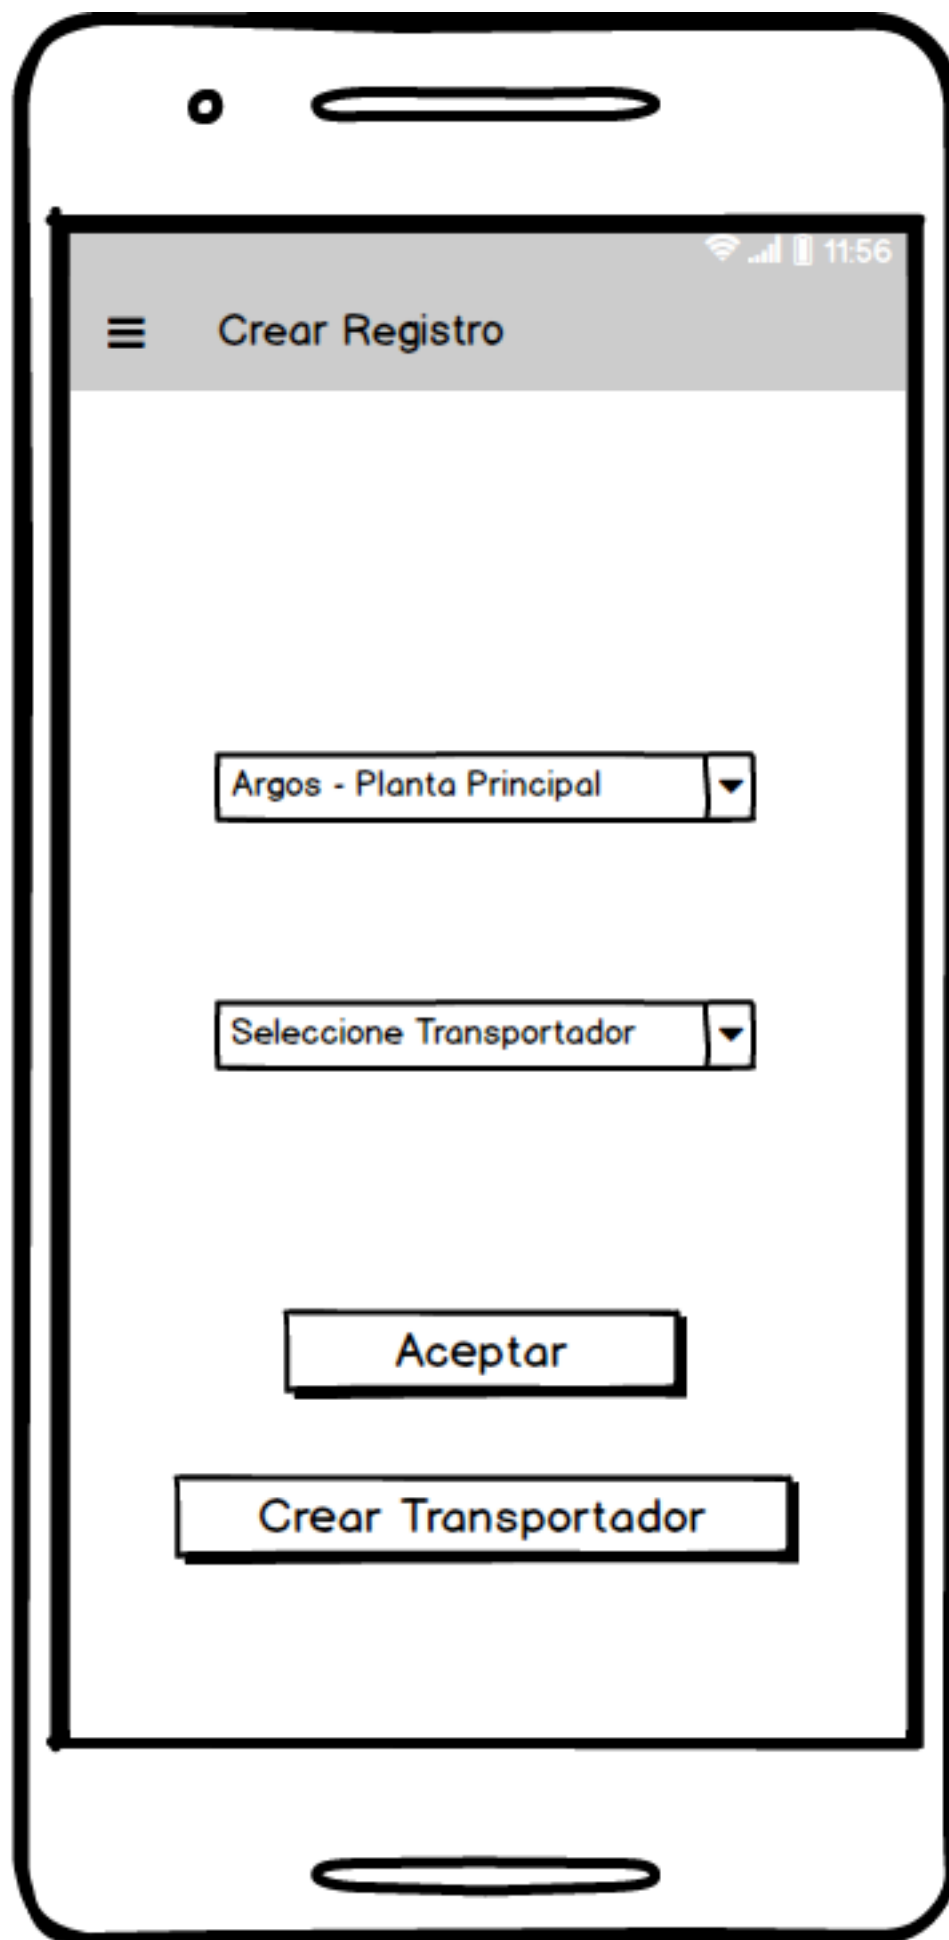 11:56
Crear Registro
Argos - Planta Principal
Seleccione Transportador
Aceptar
Crear Transportador